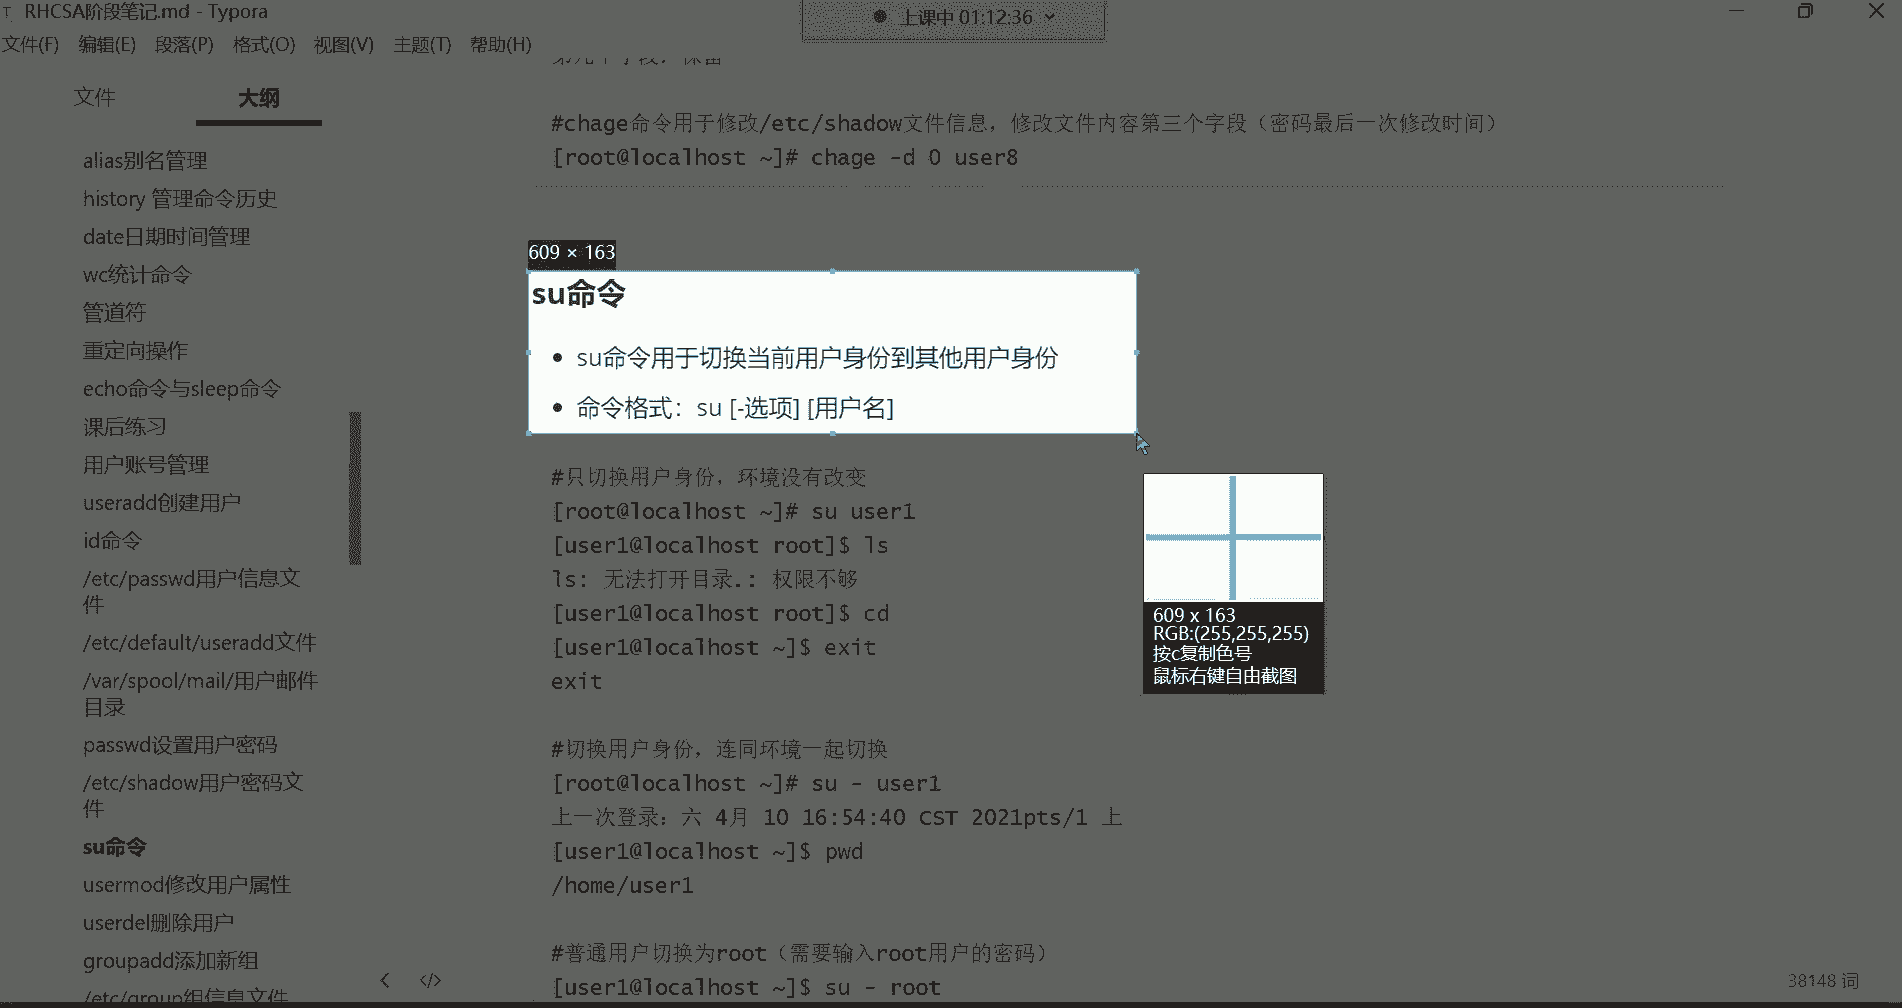 RHCSA阶段笔记.md - Typora
上课中 01:12:36
文件(F) 编辑(E) 段落(P) 格式(O) 视图(V) 主题(T) 帮助(H)
文件
大纲
alias别名管理
history 管理命令历史
date日期时间管理
wc统计命令
管道符
重定向操作
echo命令与sleep命令
课后练习
用户账号管理
useradd创建用户
id命令
/etc/passwd用户信息文
件
/etc/default/useradd文件
/var/spool/mail/用户邮件
目录
passwd设置用户密码
/etc/shadow用户密码文
件
su命令
usermod修改用户属性
userdel删除用户
groupadd添加新组
/etc/group组信息文件
#chage命令用于修改/etc/shadow文件信息，修改文件内容第三个字段（密码最后一次修改时间）
[root@localhost ~]# chage -d 0 user8
609 × 163
su命令
su命令用于切换当前用户身份到其他用户身份
命令格式：su [-选项] [用户名]
#只切换用户身份，环境没有改变
[root@localhost ~]# su user1
[user1@localhost root]$ ls
ls: 无法打开目录.: 权限不够
[user1@localhost root]$ cd
[user1@localhost ~]$ exit
exit
#切换用户身份，连同环境一起切换
[root@localhost ~]# su - user1
上一次登录：六 4月 10 16:54:40 CST 2021pts/1 上
[user1@localhost ~]$ pwd
/home/user1
#普通用户切换为root（需要输入root用户的密码）
[user1@localhost ~]$ su - root
609 x 163
RGB:(255,255,255)
按c复制色号
鼠标右键自由截图
38148 词